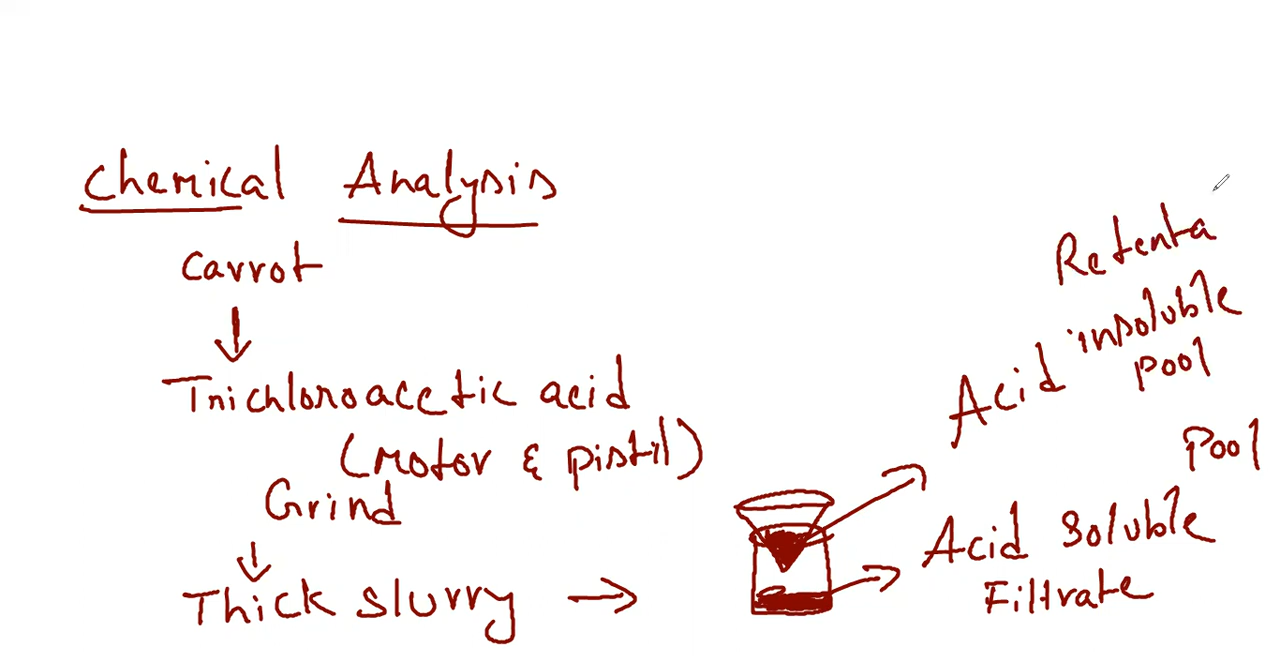 Chemical Analysis
Carrot
Trichloroacetic acid
(Motor & pistil)
Grind
Thick slurry
Retenta
Acid insoluble
pool
Pool
Acid Soluble
Filtrate